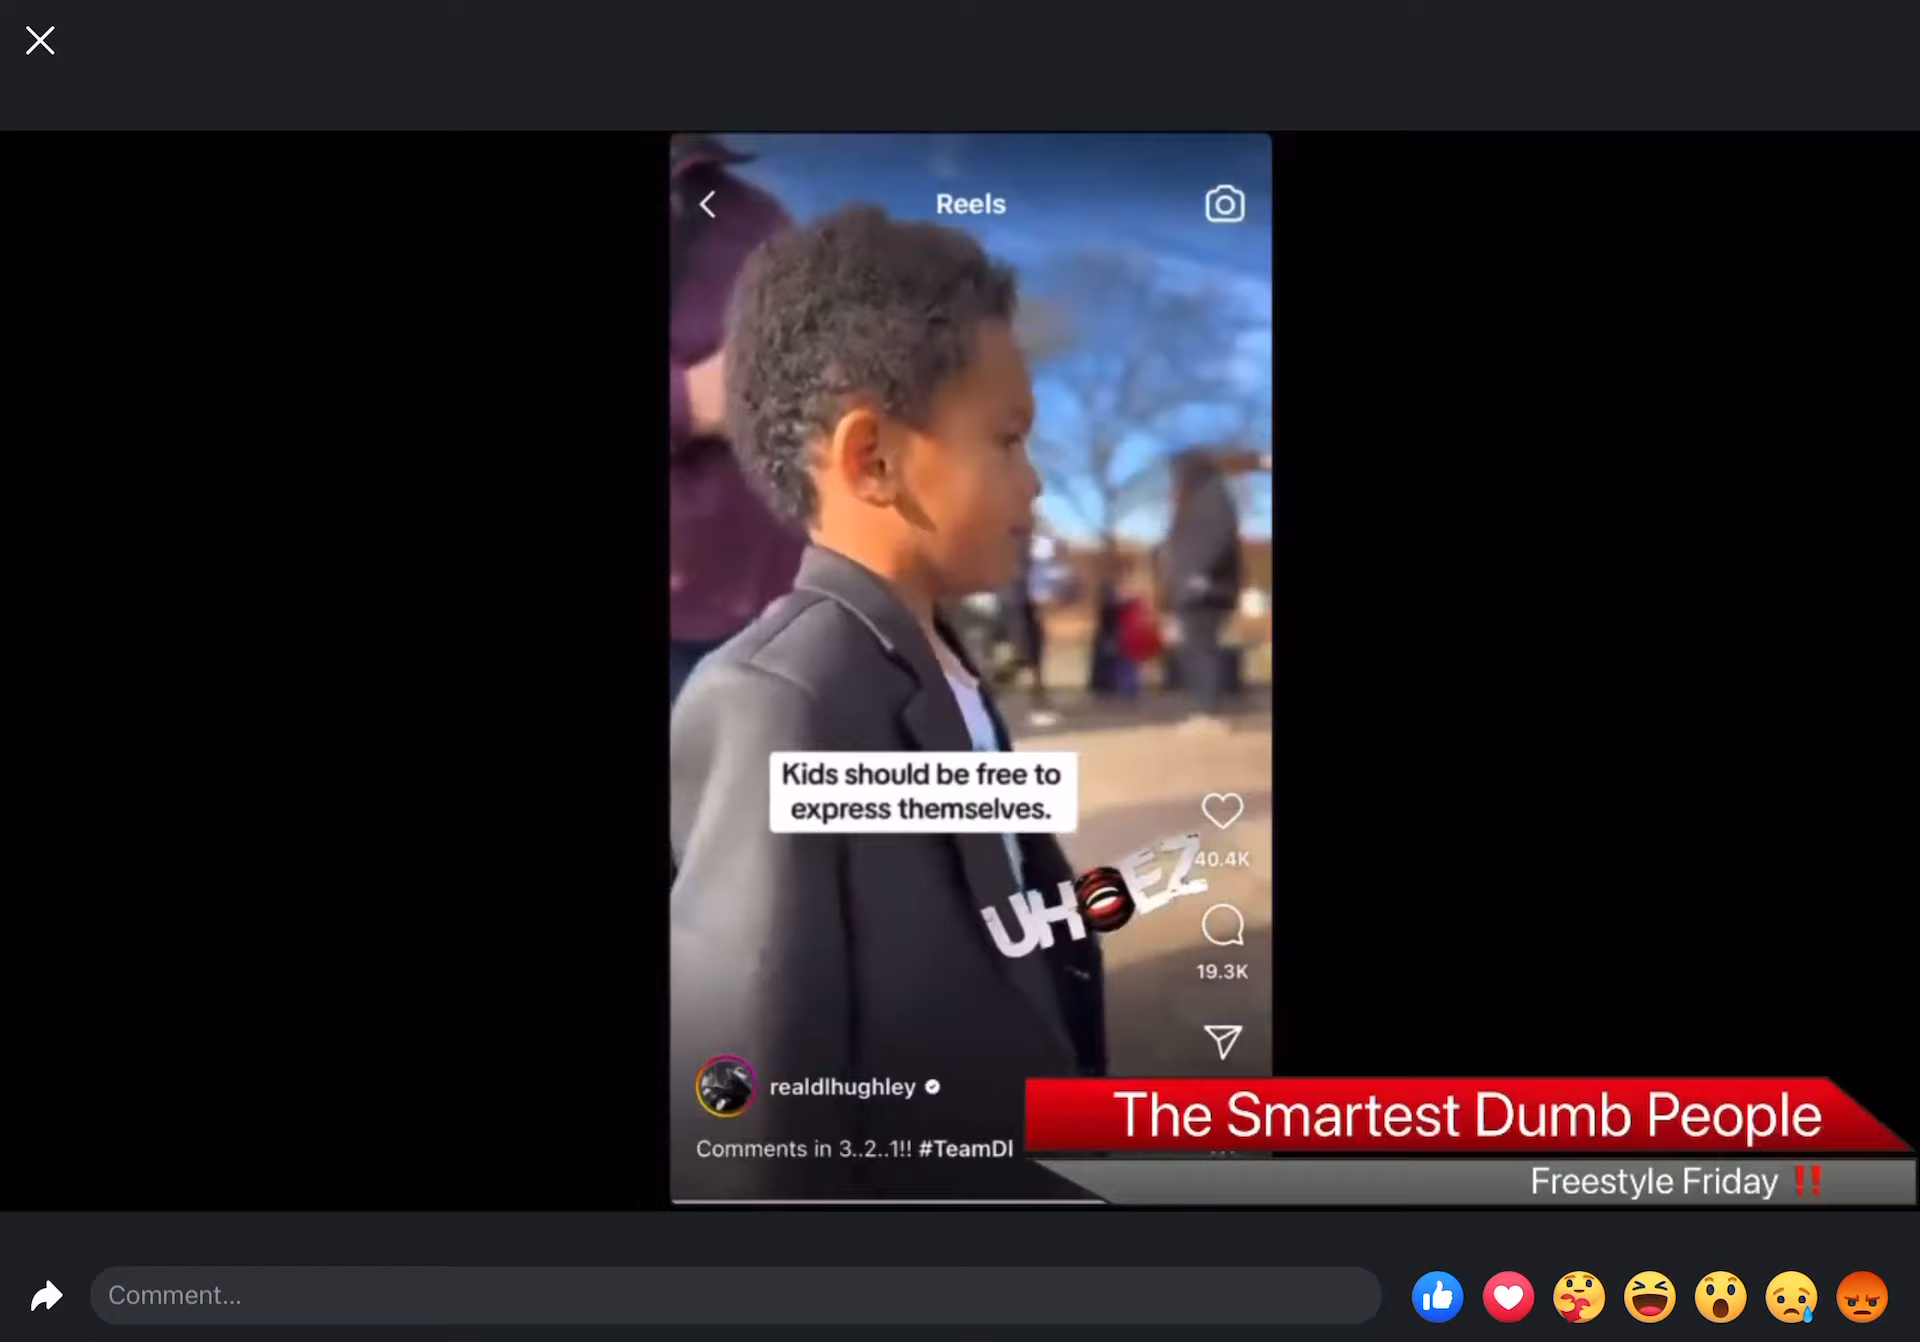 Reels
Kids should be free to
express themselves.
40.4K
UHOEZ
19.3K
realdlhughley
Comments in 3..2..1!! #TeamDl
The Smartest Dumb People
Freestyle Friday ‼️
Comment...